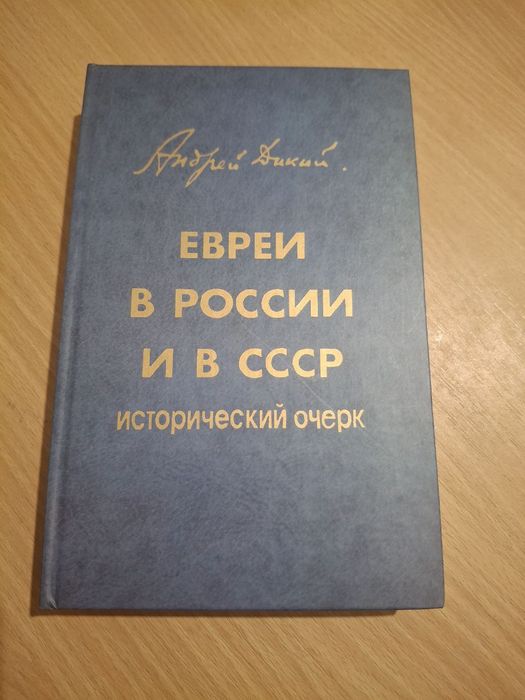 Андрей Дикий.
ЕВРЕИ
В РОССИИ
И В СССР
исторический очерк